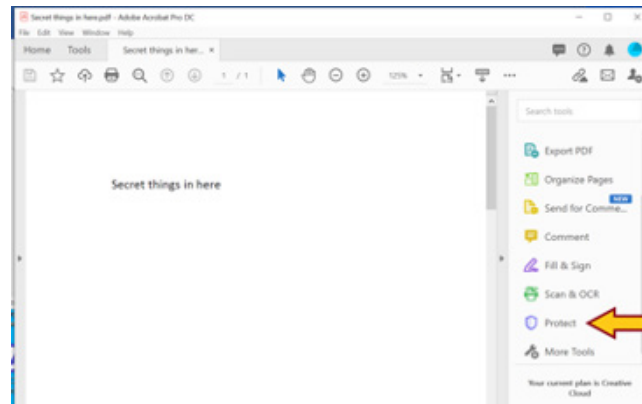 Secret things in here.pdf - Adobe Acrobat Pro DC
File Edit View Window Help
Home Tools Secret things in her... ×
1 / 1 125%
Search tools
Secret things in here
Export PDF
Organize Pages
NEW
Send for Comme...
Comment
Fill & Sign
Scan & OCR
Protect
More Tools
Your current plan is Creative
Cloud